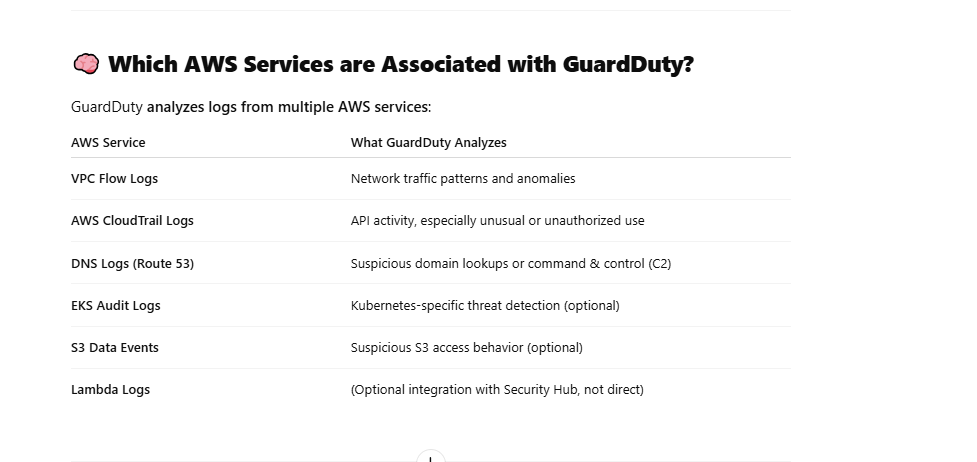 🧠 Which AWS Services are Associated with GuardDuty?
GuardDuty analyzes logs from multiple AWS services:
AWS Service What GuardDuty Analyzes
VPC Flow Logs Network traffic patterns and anomalies
AWS CloudTrail Logs API activity, especially unusual or unauthorized use
DNS Logs (Route 53) Suspicious domain lookups or command & control (C2)
EKS Audit Logs Kubernetes-specific threat detection (optional)
S3 Data Events Suspicious S3 access behavior (optional)
Lambda Logs (Optional integration with Security Hub, not direct)